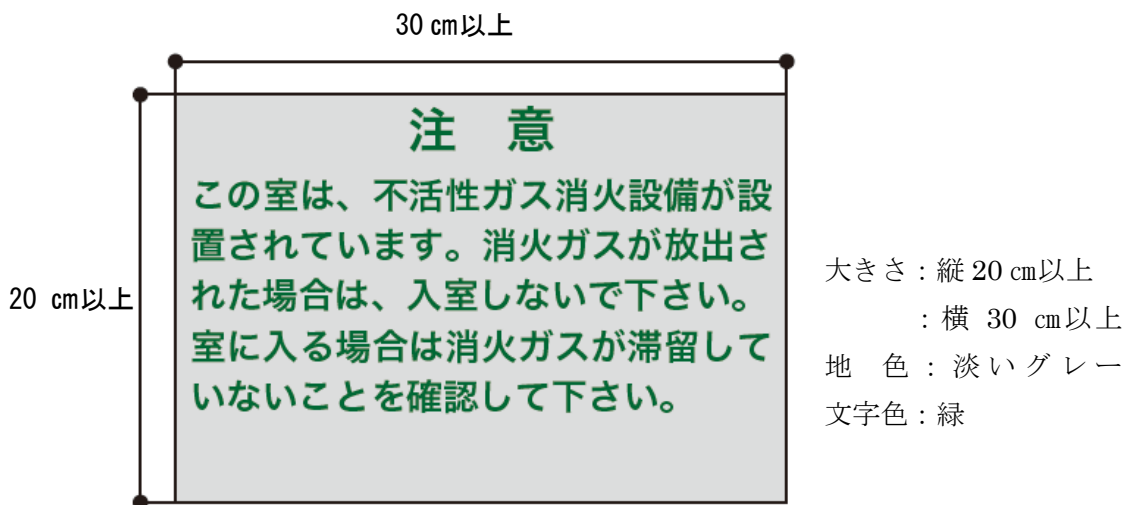 30 ㎝以上
注　意
この室は、不活性ガス消火設備が設
置されています。消火ガスが放出さ
れた場合は、入室しないで下さい。
室に入る場合は消火ガスが滞留して
いないことを確認して下さい。
20 ㎝以上
大きさ：縦 20 ㎝以上
：横 30 ㎝以上
地　色：淡いグレー
文字色：緑